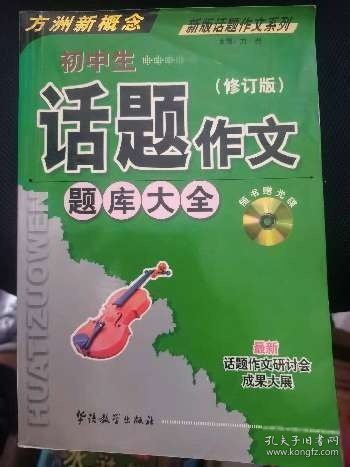 方洲新概念
新版话题作文系列
初中生
(修订版)
话题作文
题库大全
随书赠光碟
HUATIZUOWEN
最新
话题作文研讨会
成果大展
华语教学出版社
孔夫子旧书网
kongfz.com